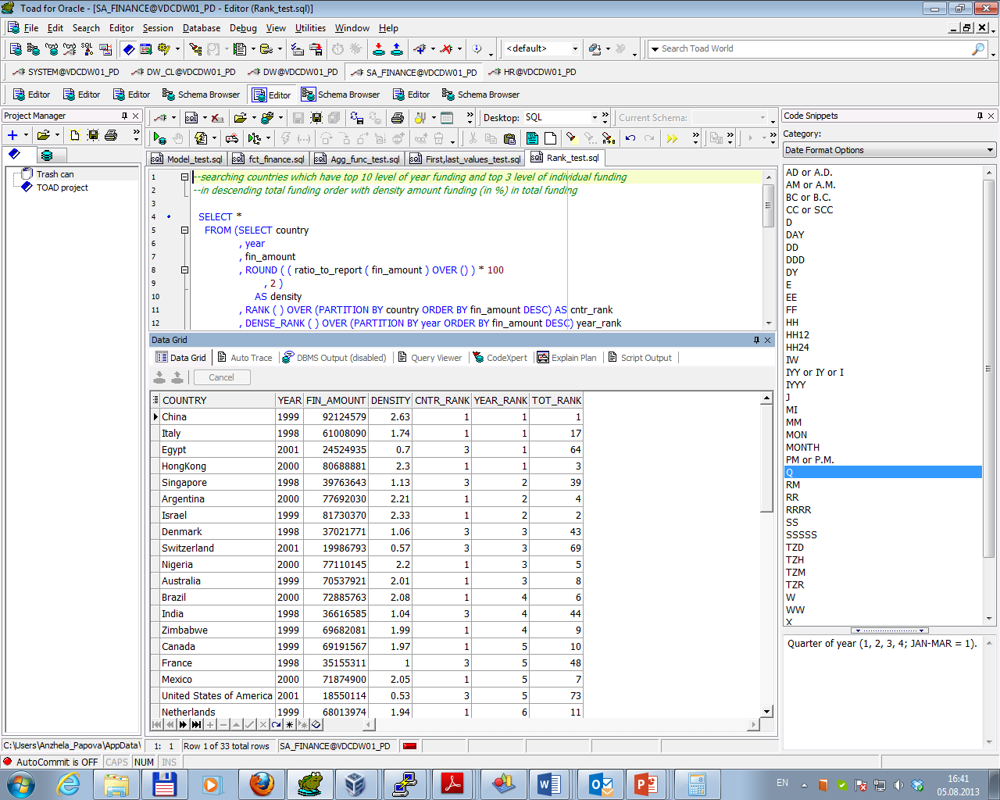 Toad for Oracle - [SA_FINANCE@VDCDW01_PD - Editor (Rank_test.sql)]
File Edit Search Editor Session Database Debug View Utilities Window Help
<default> Search Toad World
SYSTEM@VDCDW01_PD DW_CL@VDCDW01_PD DW@VDCDW01_PD SA_FINANCE@VDCDW01_PD HR@VDCDW01_PD
Editor Editor Editor Schema Browser Editor Schema Browser Editor Schema Browser
Project Manager
Trash can
TOAD project
Desktop: SQL Current Schema:
Model_test.sql fct_finance.sql Agg_func_test.sql First,last_values_test.sql Rank_test.sql
1 --searching countries which have top 10 level of year funding and top 3 level of individual funding
2 --in descending total funding order with density amount funding (in %) in total funding
3
4 SELECT *
5 FROM (SELECT country
6 , year
7 , fin_amount
8 , ROUND ( ( ratio_to_report ( fin_amount ) OVER () ) * 100
9 , 2 )
10 AS density
11 , RANK ( ) OVER (PARTITION BY country ORDER BY fin_amount DESC) AS cntr_rank
12 , DENSE_RANK ( ) OVER (PARTITION BY year ORDER BY fin_amount DESC) year_rank
Data Grid
Data Grid Auto Trace DBMS Output (disabled) Query Viewer CodeXpert Explain Plan Script Output
Cancel
COUNTRY YEAR FIN_AMOUNT DENSITY CNTR_RANK YEAR_RANK TOT_RANK
China 1999 92124579 2.63 1 1 1
Italy 1998 61008090 1.74 1 1 17
Egypt 2001 24524935 0.7 3 1 64
HongKong 2000 80688881 2.3 1 1 3
Singapore 1998 39763643 1.13 3 2 39
Argentina 2000 77692030 2.21 1 2 4
Israel 1999 81730370 2.33 1 2 2
Denmark 1998 37021771 1.06 3 3 43
Switzerland 2001 19986793 0.57 3 3 69
Nigeria 2000 77110145 2.2 1 3 5
Australia 1999 70537921 2.01 1 3 8
Brazil 2000 72885763 2.08 1 4 6
India 1998 36616585 1.04 3 4 44
Zimbabwe 1999 69682081 1.99 1 4 9
Canada 1999 69191567 1.97 1 5 10
France 1998 35155311 1 3 5 48
Mexico 2000 71874900 2.05 1 5 7
United States of America 2001 18550114 0.53 3 5 73
Netherlands 1999 68013974 1.94 1 6 11
Code Snippets
Category:
Date Format Options
AD or A.D.
AM or A.M.
BC or B.C.
CC or SCC
D
DAY
DD
DDD
DY
E
EE
FF
HH
HH12
HH24
IW
IYY or IY or I
IYYY
J
MI
MM
MON
MONTH
PM or P.M.
Q
RM
RR
RRRR
SS
SSSSS
TZD
TZH
TZM
TZR
W
WW
X
Quarter of year (1, 2, 3, 4; JAN-MAR = 1).
C:\Users\Anzhela_Papova\AppData\ 1: 1 Row 1 of 33 total rows SA_FINANCE@VDCDW01_PD
AutoCommit is OFF CAPS NUM INS
EN 16:41
05.08.2013